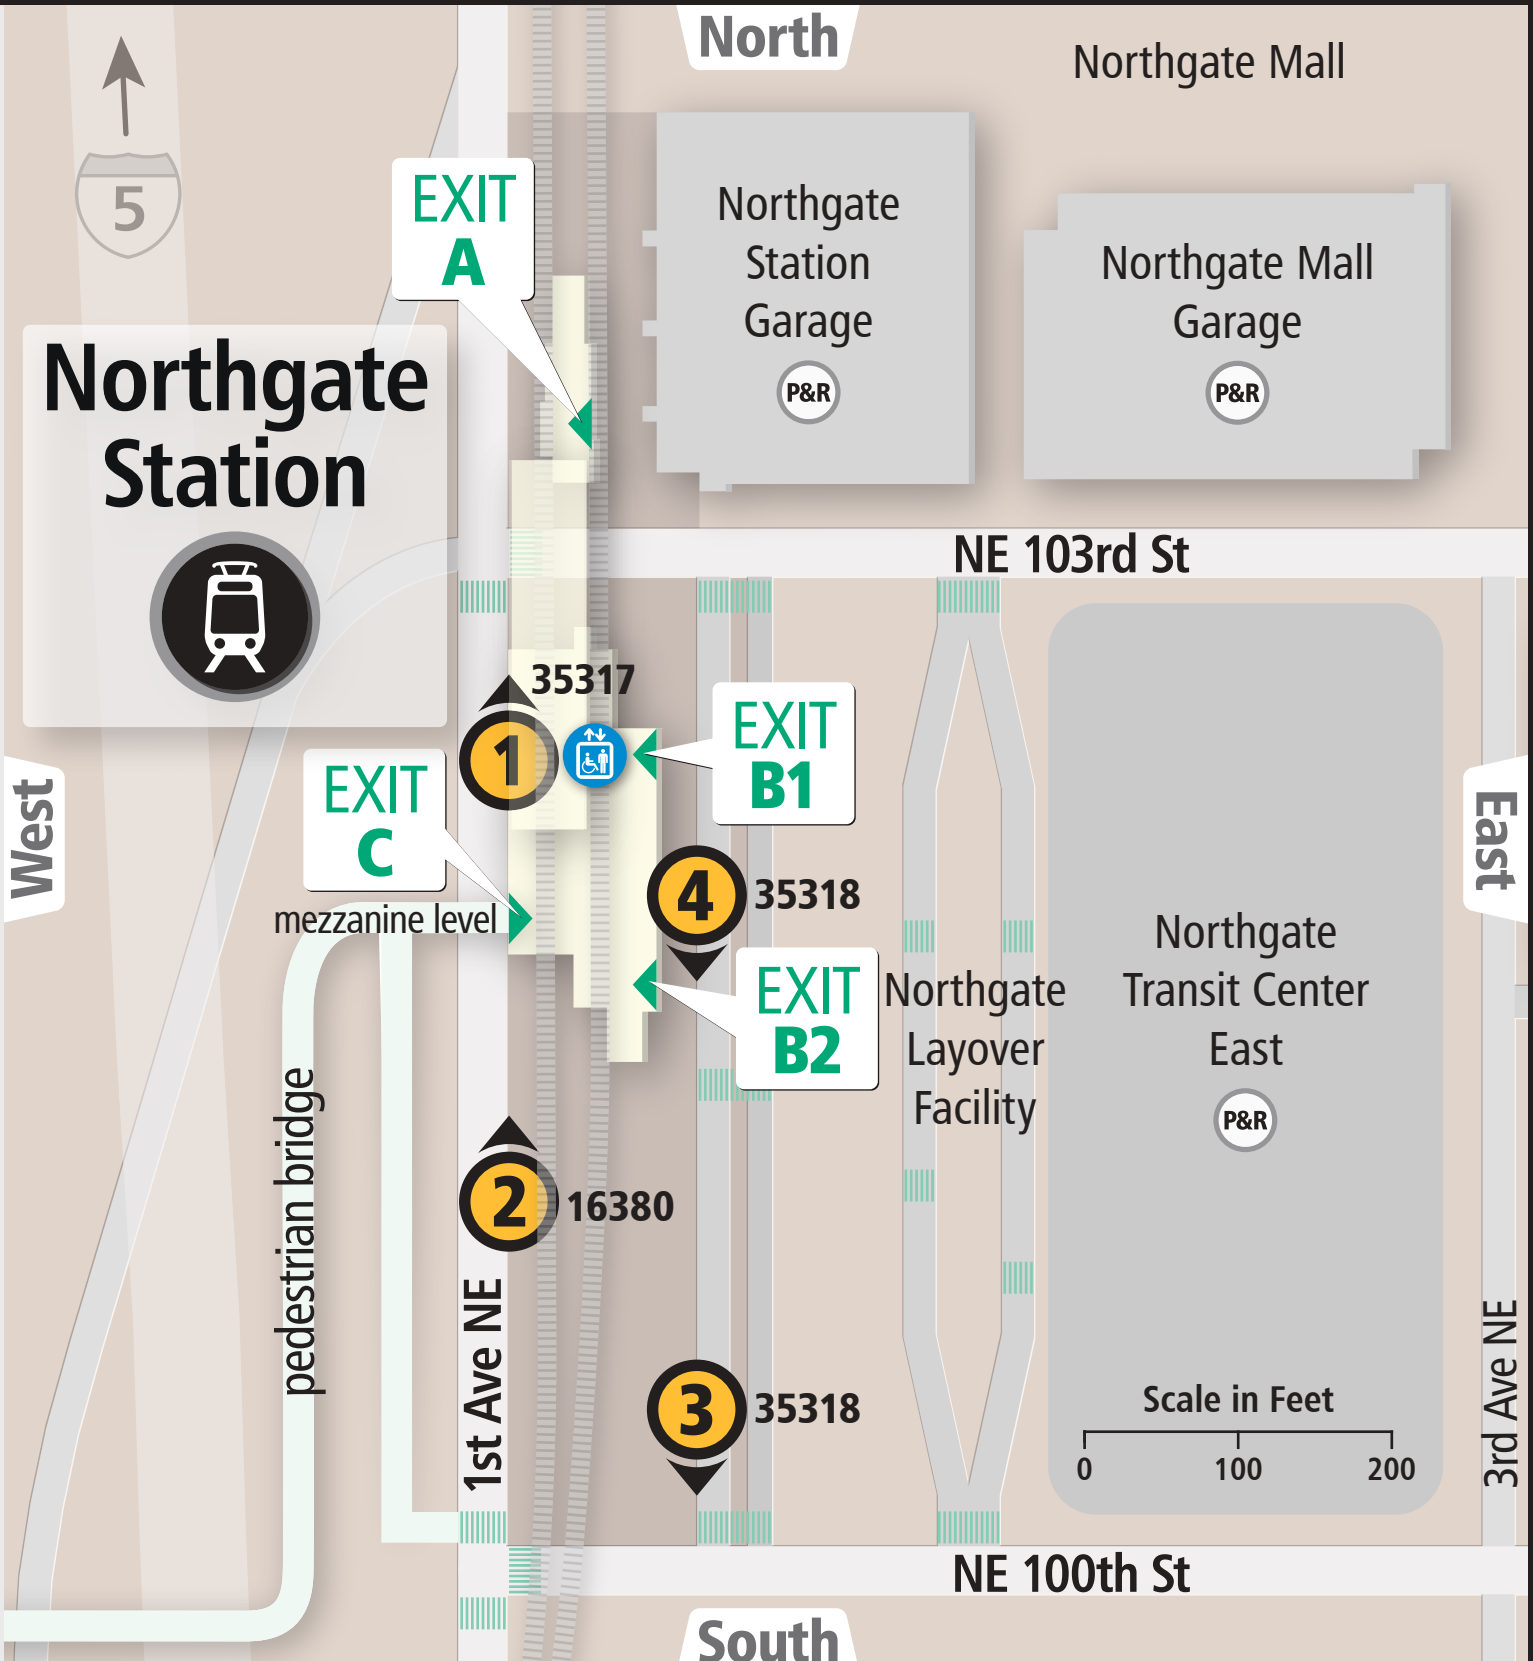 North
Northgate Mall
5
EXIT
A
Northgate
Station
Garage
P&R
Northgate Mall
Garage
P&R
Northgate
Station
NE 103rd St
35317
1
EXIT
B1
EXIT
C
West
East
mezzanine level
4
35318
EXIT
B2
Northgate
Layover
Facility
Northgate
Transit Center
East
P&R
pedestrian bridge
2
16380
1st Ave NE
3
35318
Scale in Feet
0 100 200
3rd Ave NE
NE 100th St
South